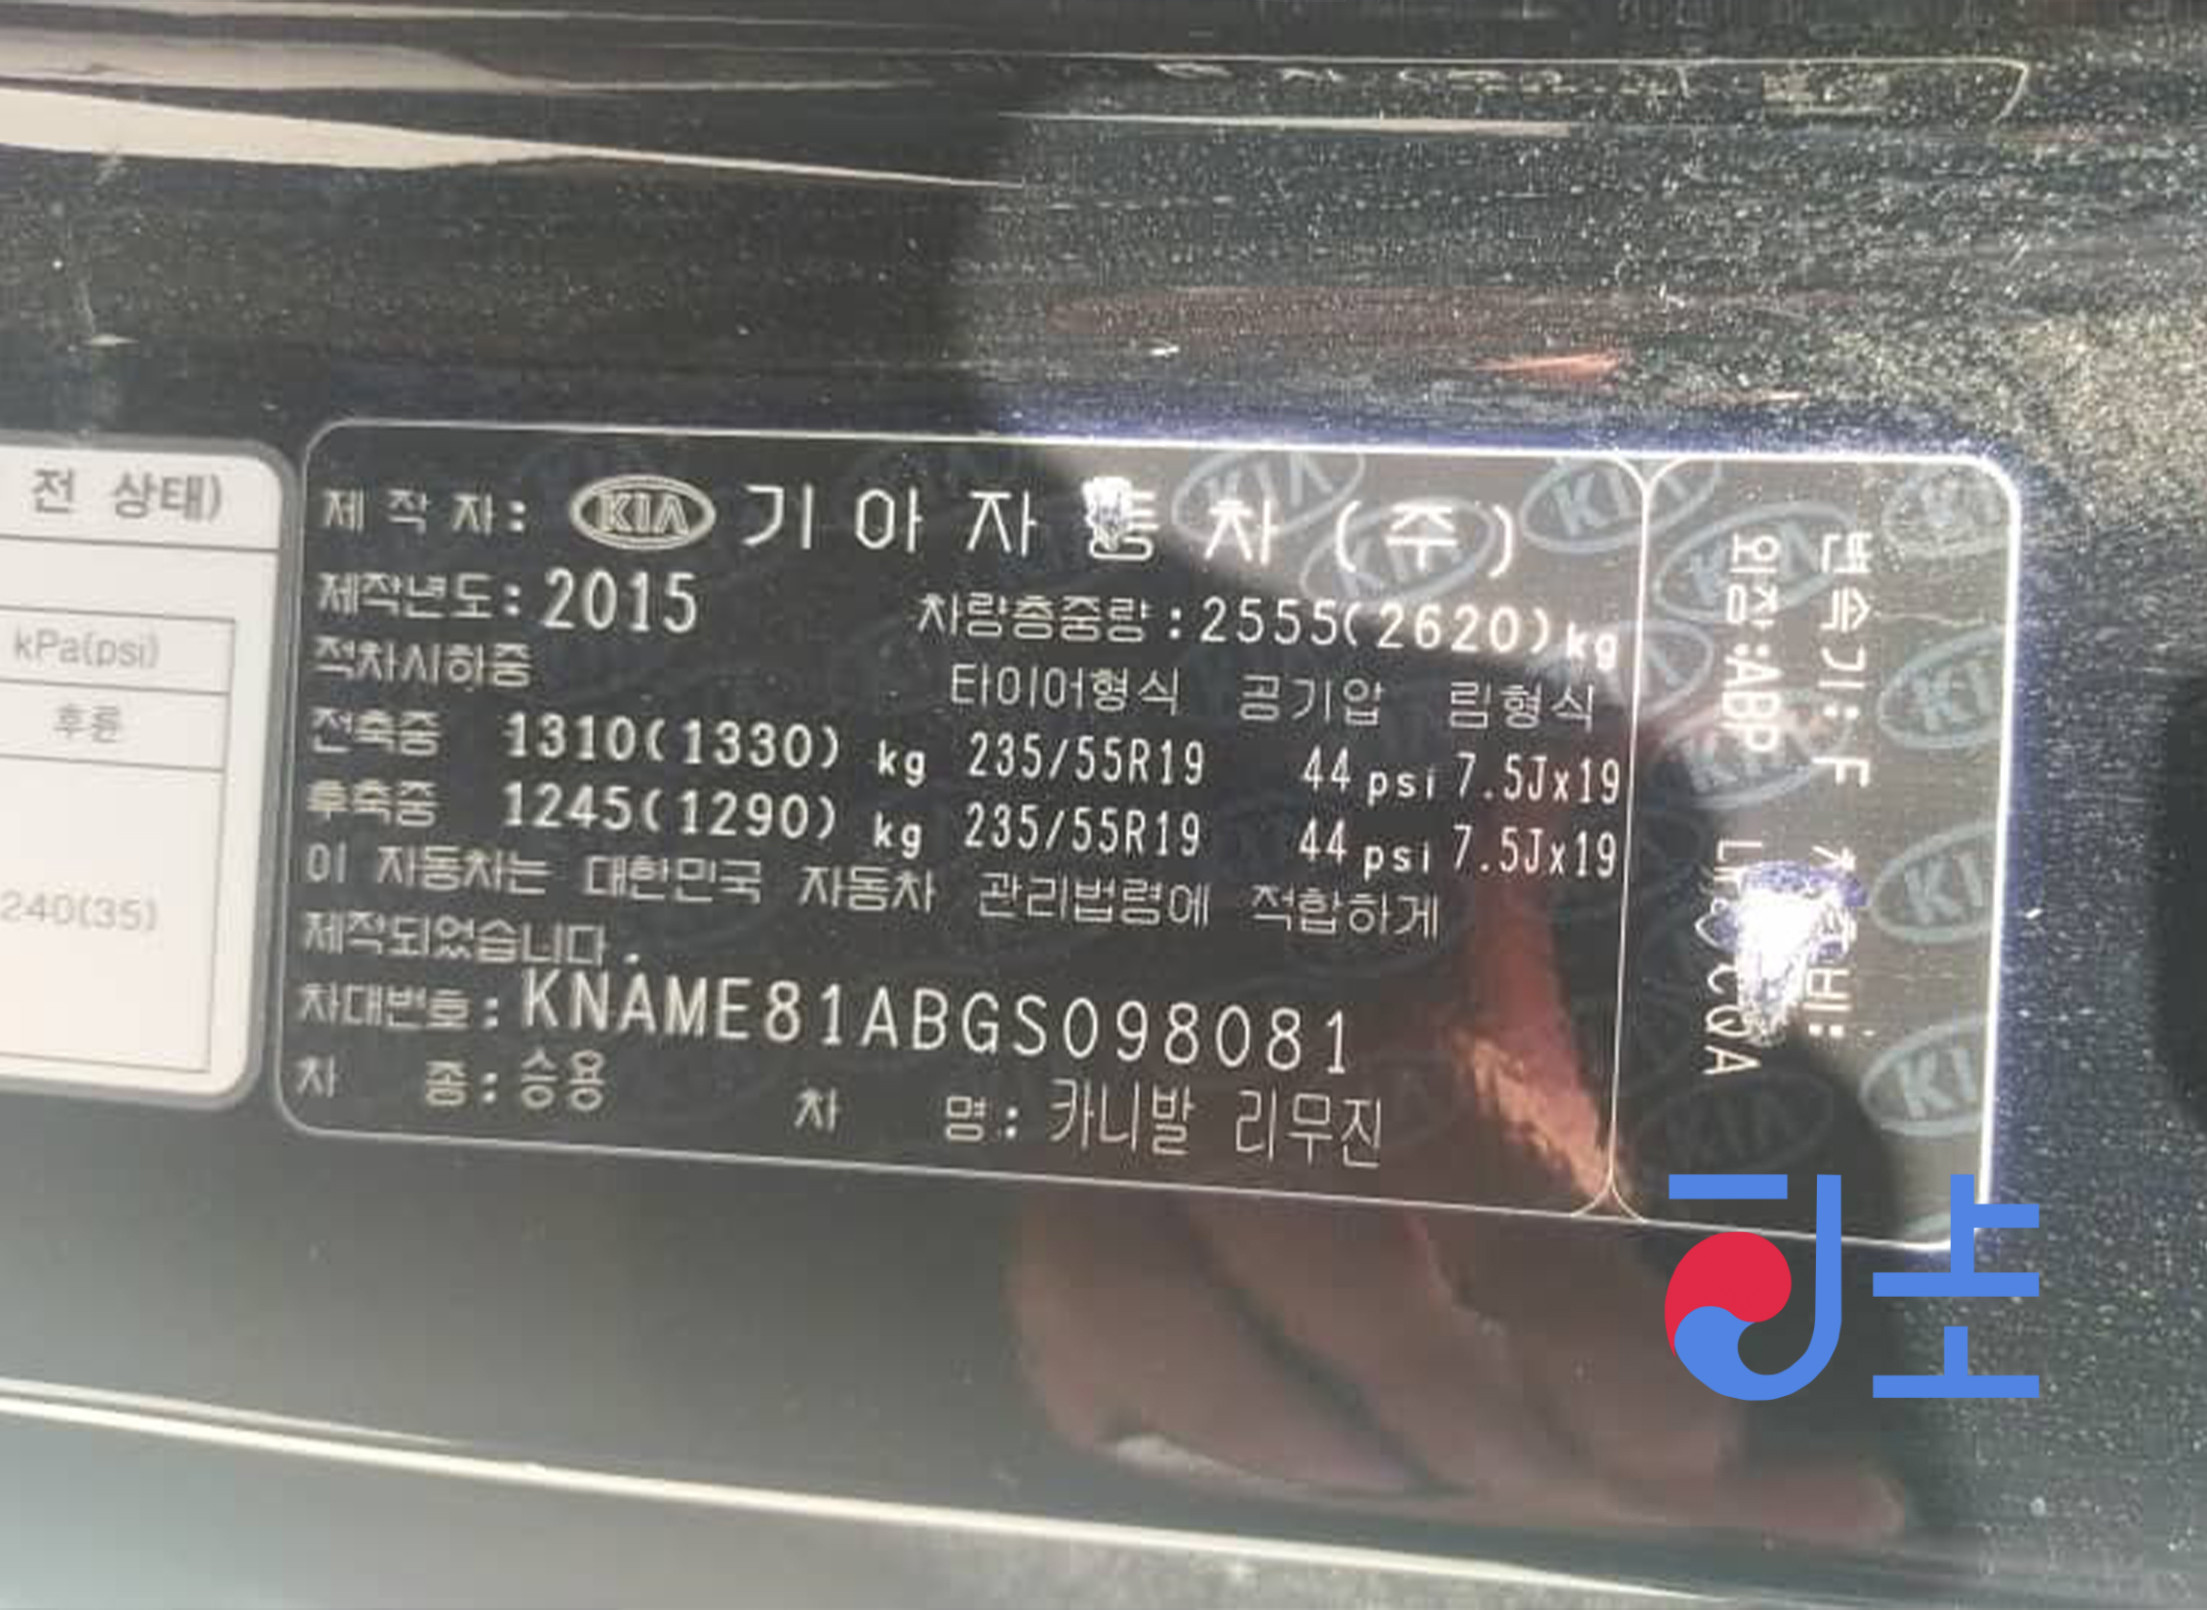 전 상태)
kPa(psi)
후륜
240(35)
제 작 자: KIA 기 아 자 동 차 (주)
제작년도: 2015 차량총중량: 2555(2620)kg
적차시하중 타이어형식 공기압 림형식
전축중 1310(1330) kg 235/55R19 44 psi 7.5Jx19
후축중 1245(1290) kg 235/55R19 44 psi 7.5Jx19
이 자동차는 대한민국 자동차 관리법령에 적합하게
제작되었습니다.
차대번호: KNAME81ABGS098081
차 종: 승용 차 명: 카니발 리무진
변속기: F
외장:ABP